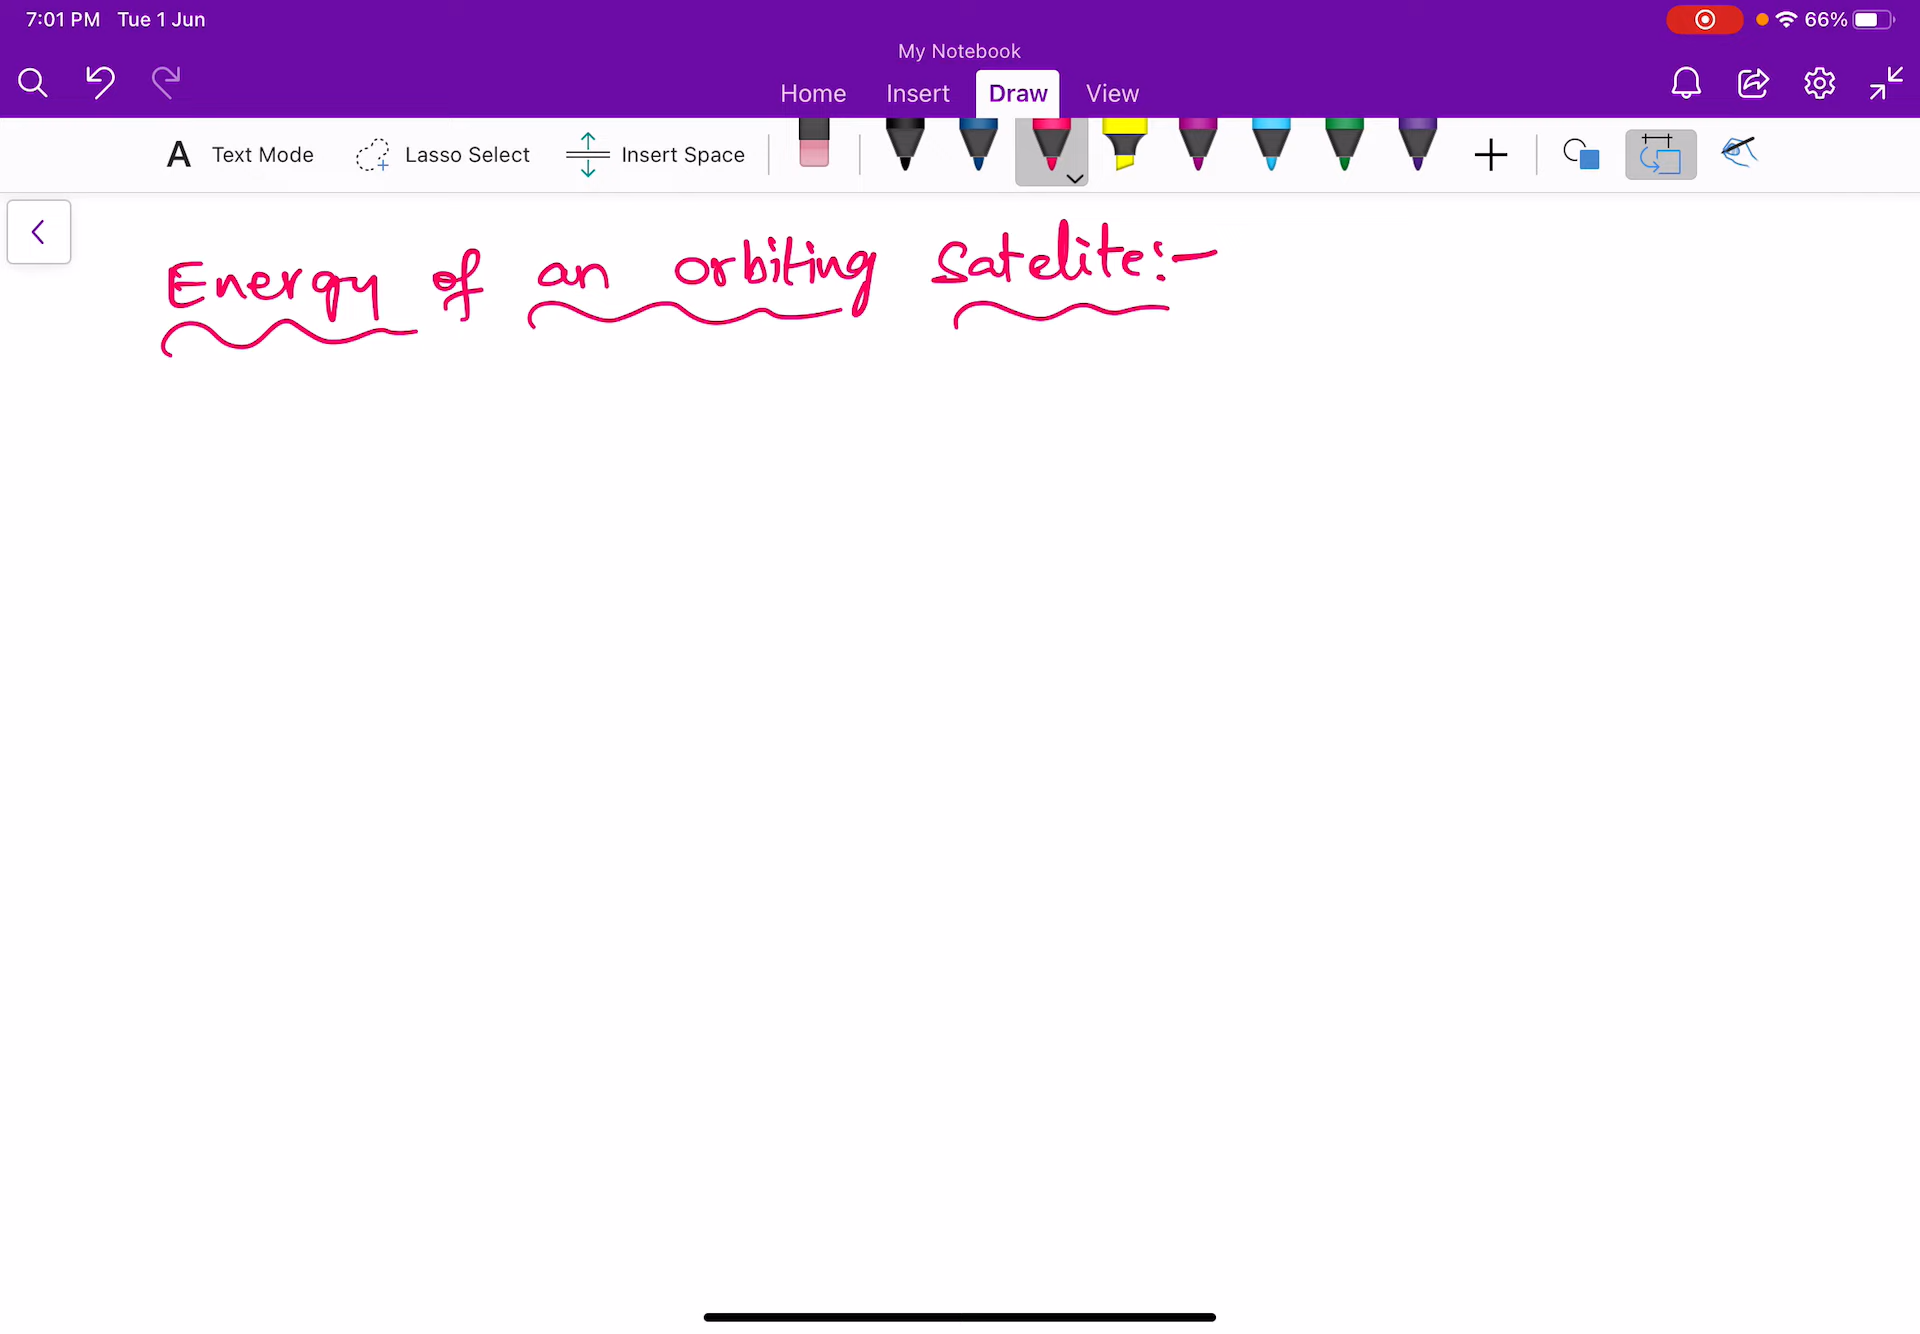 7:01 PM Tue 1 Jun 66%
My Notebook
Home Insert Draw View
A Text Mode Lasso Select Insert Space
Energy of an orbiting Satelite:-